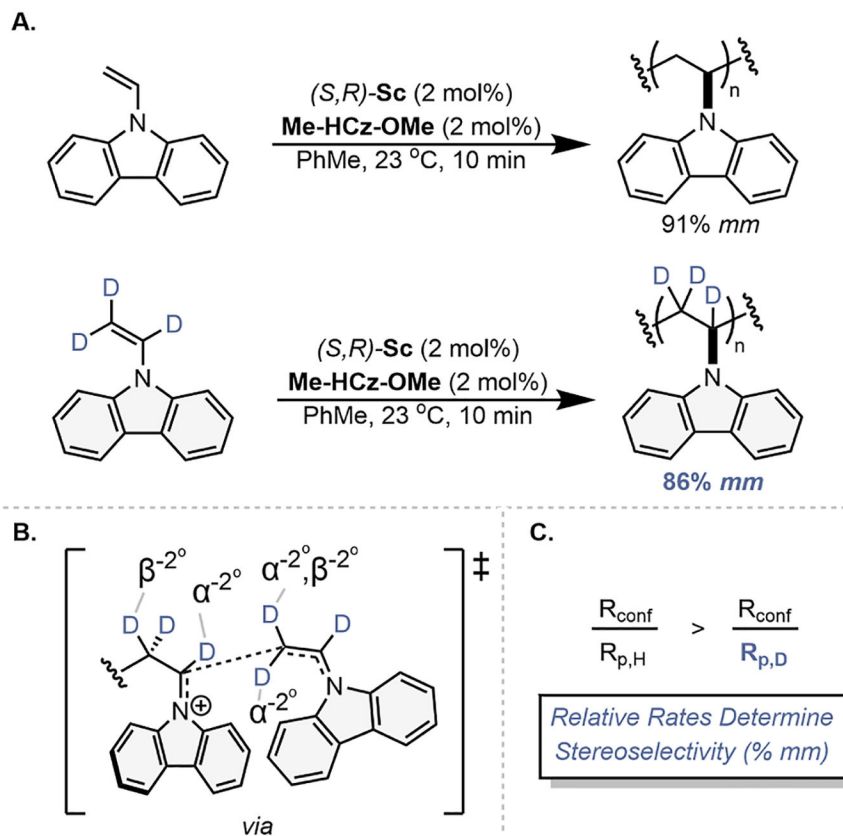 A.
N
(S,R)-Sc (2 mol%)
Me-HCz-OMe (2 mol%)
PhMe, 23 °C, 10 min
n
N
91% mm
D
D
D
N
(S,R)-Sc (2 mol%)
Me-HCz-OMe (2 mol%)
PhMe, 23 °C, 10 min
D
D
D
n
N
86% mm
B.
β-2° α-2° α-2°,β-2° ‡
D D D D D
D
α-2°
N
⊕
N
via
C.
Rconf > Rconf
Rp,H Rp,D
Relative Rates Determine
Stereoselectivity (% mm)